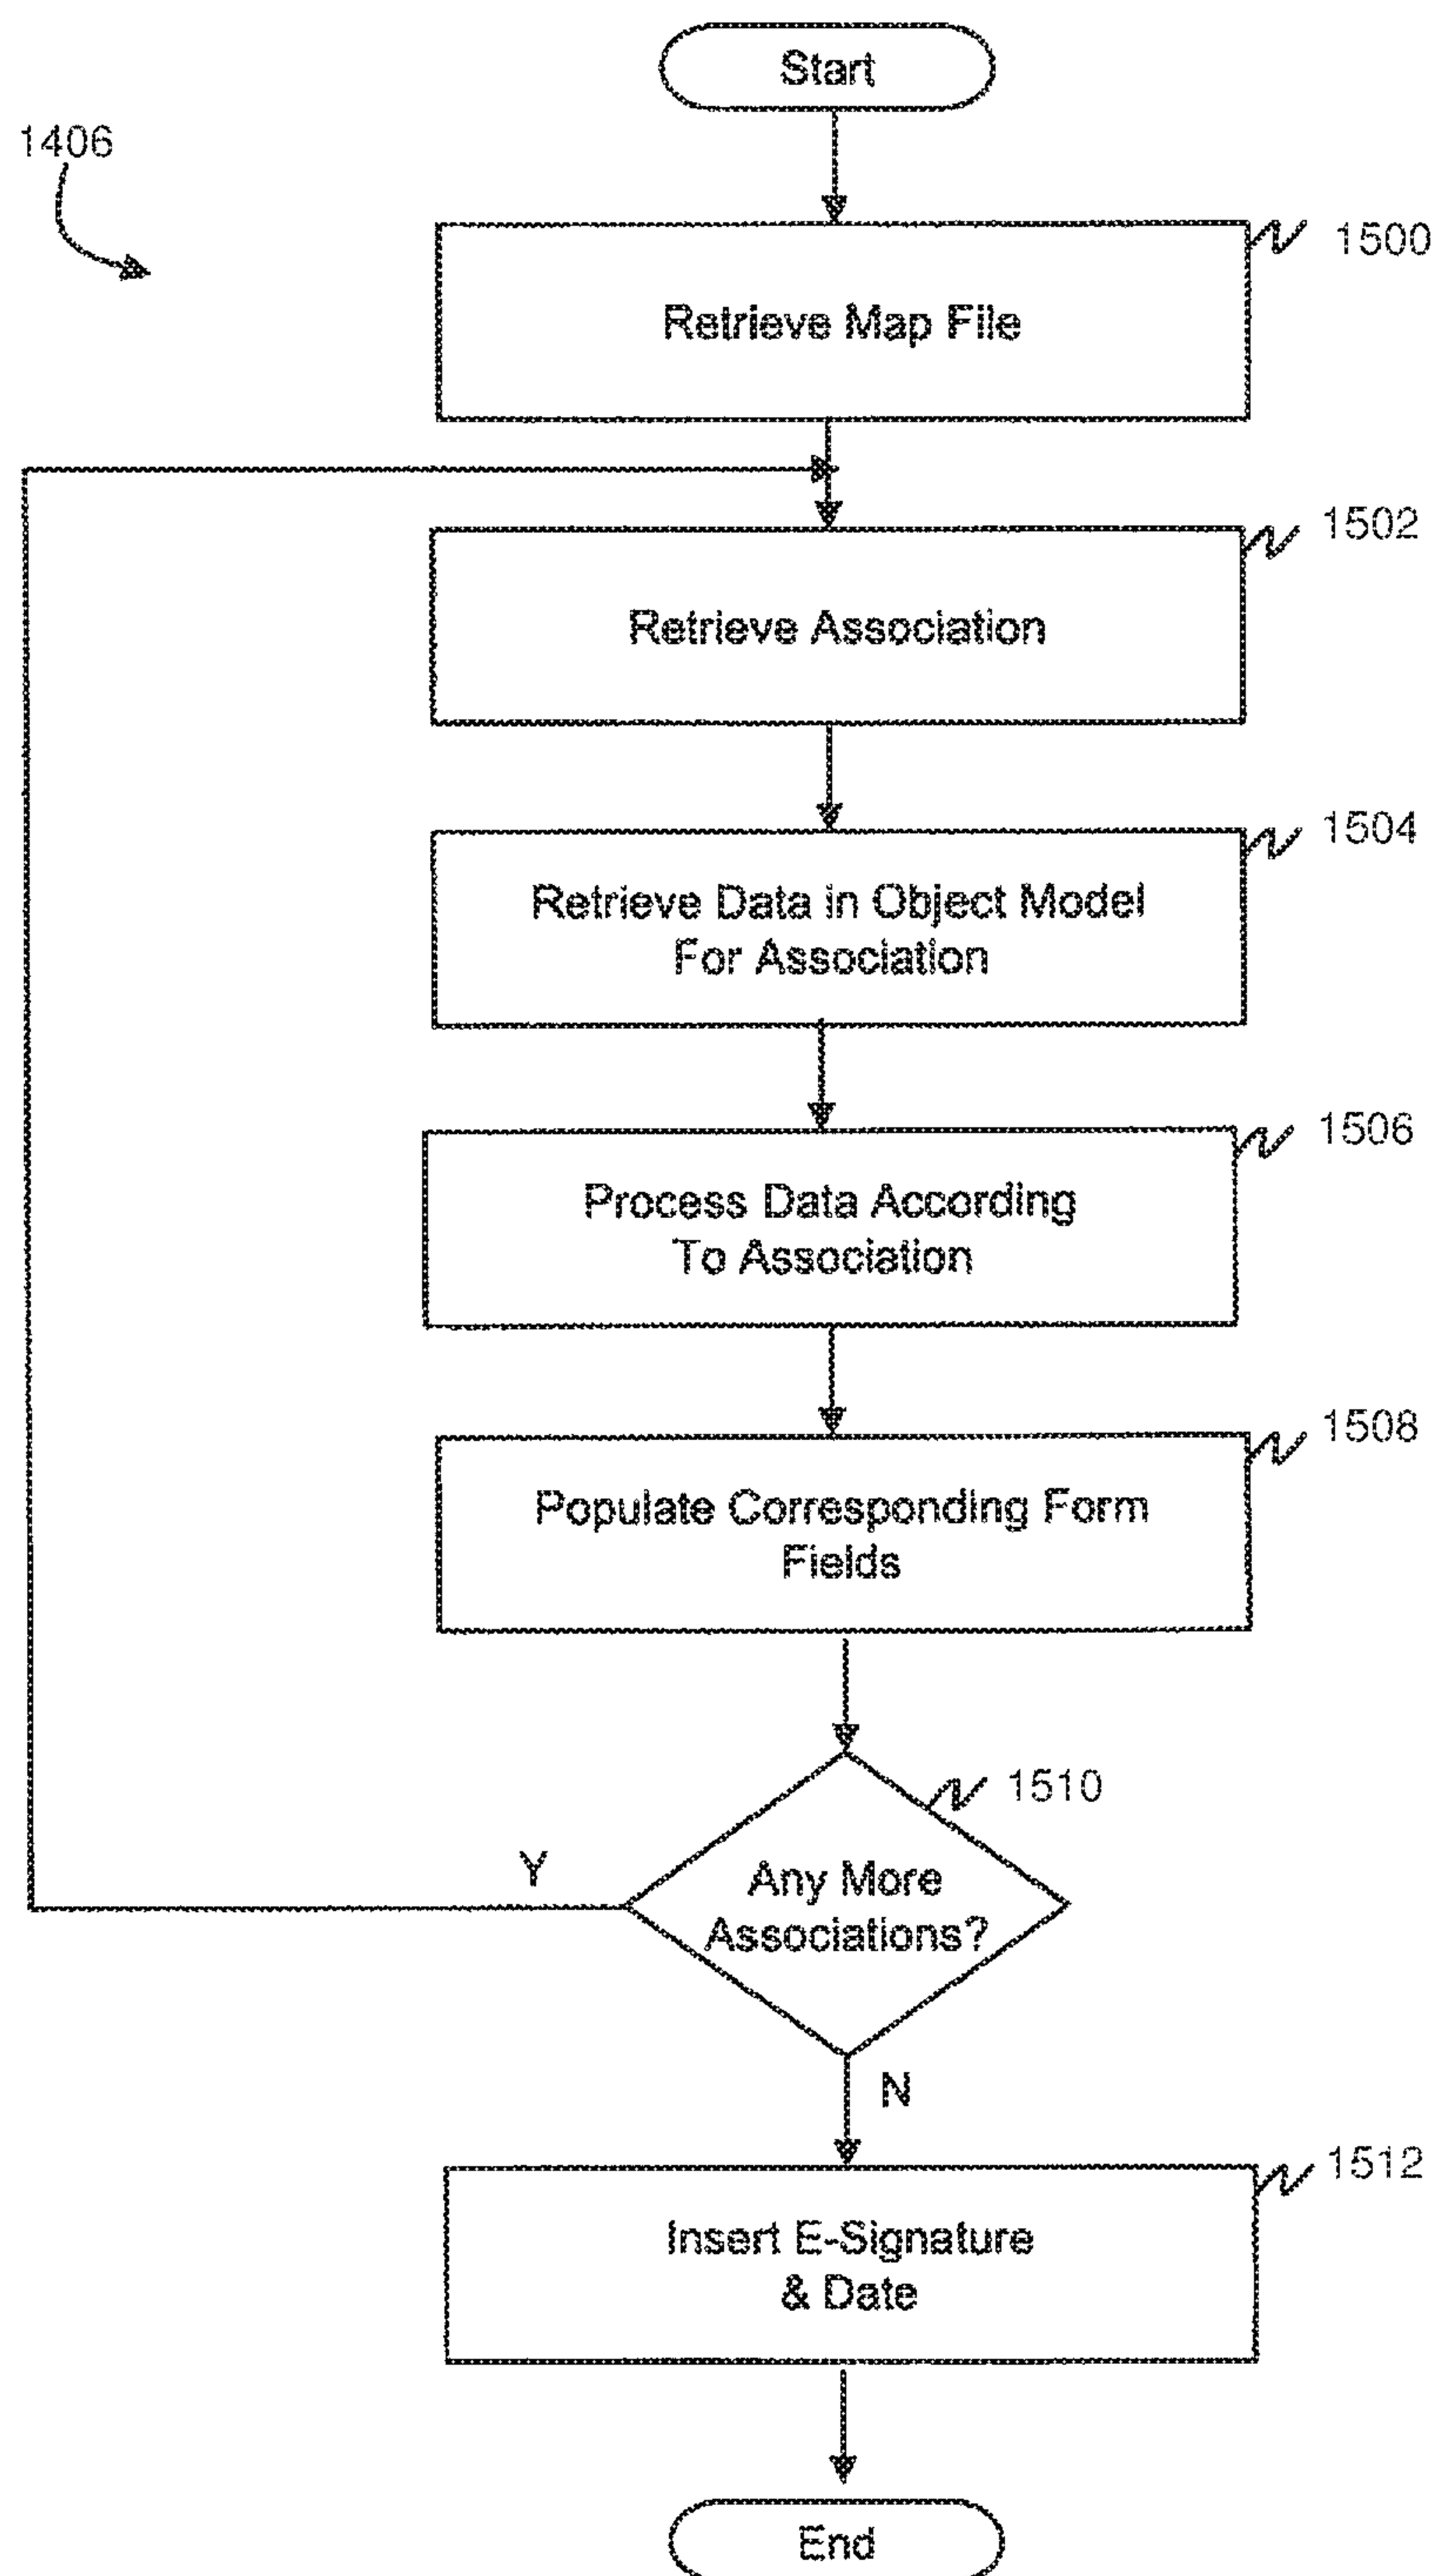 Start
1406
1500
Retrieve Map File
1502
Retrieve Association
1504
Retrieve Data in Object Model
For Association
1506
Process Data According
To Association
1508
Populate Corresponding Form
Fields
1510
Any More
Associations?
Y
N
1512
Insert E-Signature
& Date
End